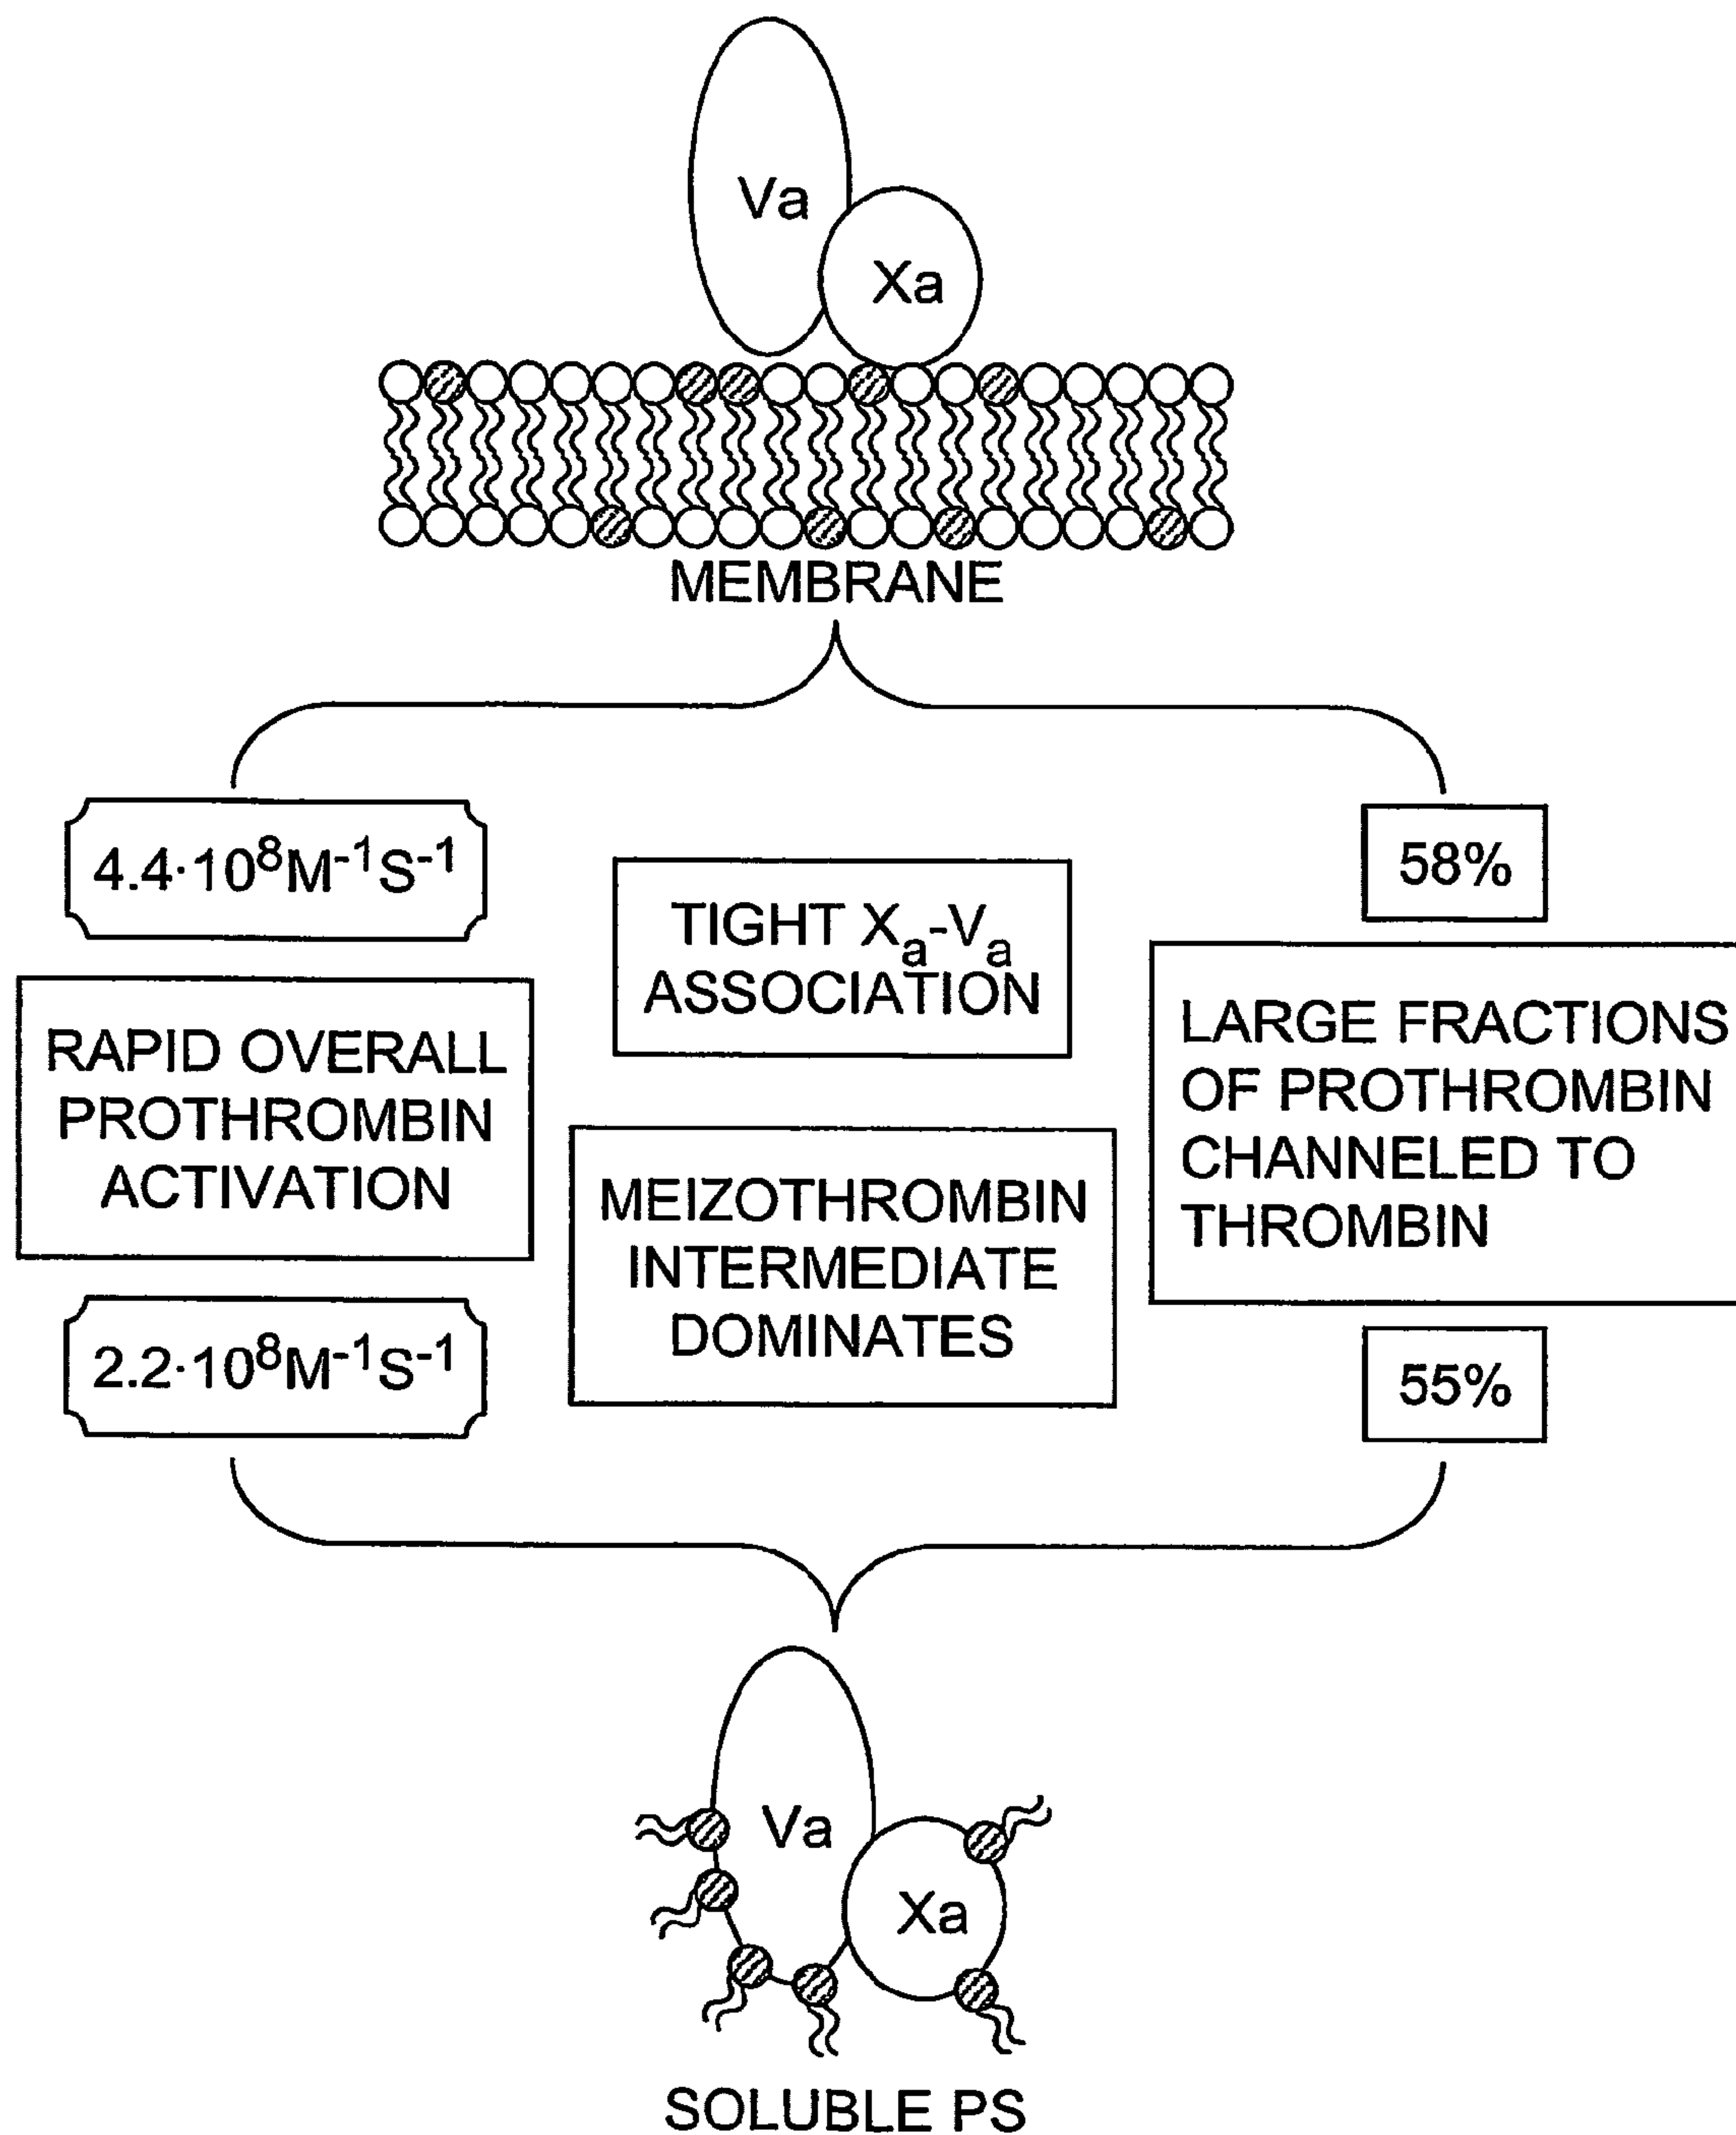 Va
Xa
MEMBRANE
4.4·10⁸M⁻¹S⁻¹
58%
TIGHT Xₐ-Vₐ
ASSOCIATION
RAPID OVERALL
PROTHROMBIN
ACTIVATION
MEIZOTHROMBIN
INTERMEDIATE
DOMINATES
LARGE FRACTIONS
OF PROTHROMBIN
CHANNELED TO
THROMBIN
2.2·10⁸M⁻¹S⁻¹
55%
Va
Xa
SOLUBLE PS